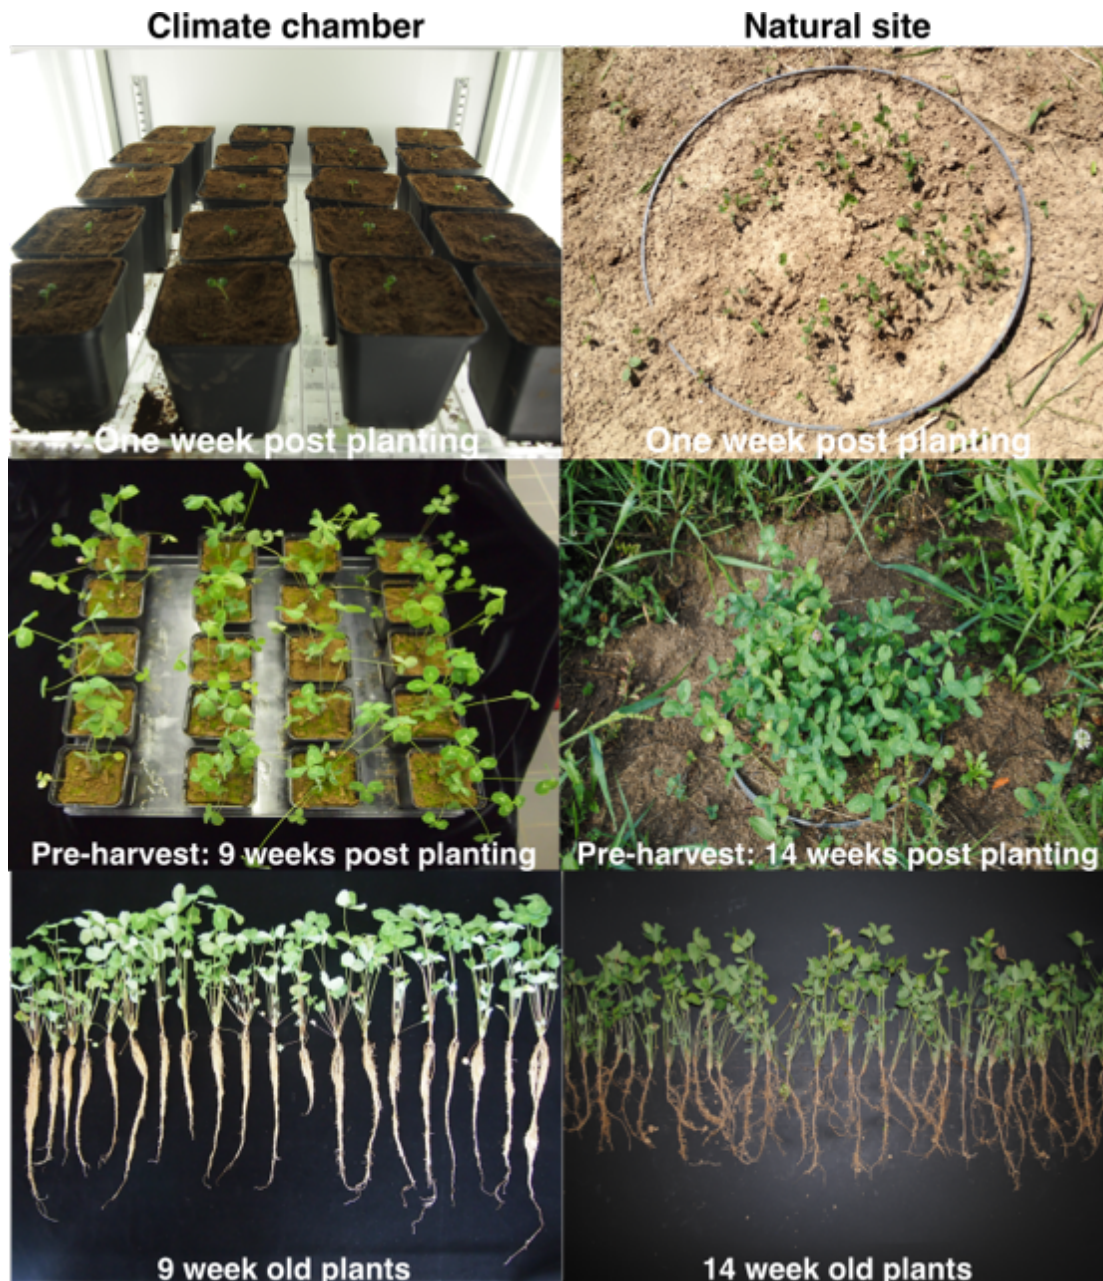 Climate chamber
Natural site
One week post planting
One week post planting
Pre-harvest: 9 weeks post planting
Pre-harvest: 14 weeks post planting
9 week old plants
14 week old plants